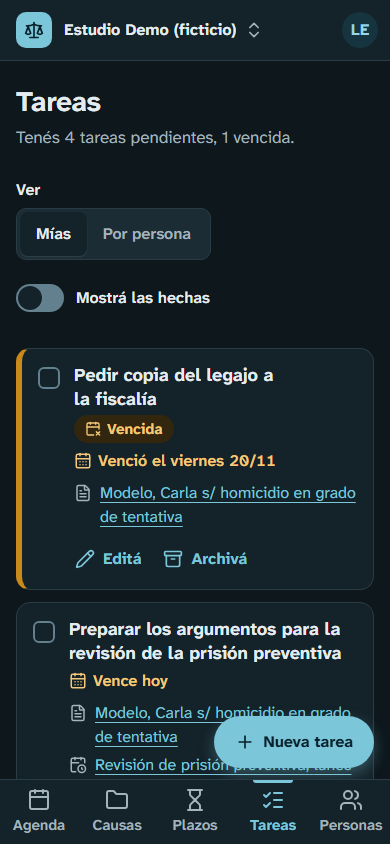 Estudio Demo (ficticio)
LE
Tareas
Tenés 4 tareas pendientes, 1 vencida.
Ver
Mías
Por persona
Mostrá las hechas
Pedir copia del legajo a
la fiscalía
Vencida
Venció el viernes 20/11
Modelo, Carla s/ homicidio en grado
de tentativa
Editá
Archivá
Preparar los argumentos para la
revisión de la prisión preventiva
Vence hoy
Modelo, Carla s/ homicidio en grado
de tentativa
Nueva tarea
Revisión de prisión preventiva, lunes
Agenda
Causas
Plazos
Tareas
Personas